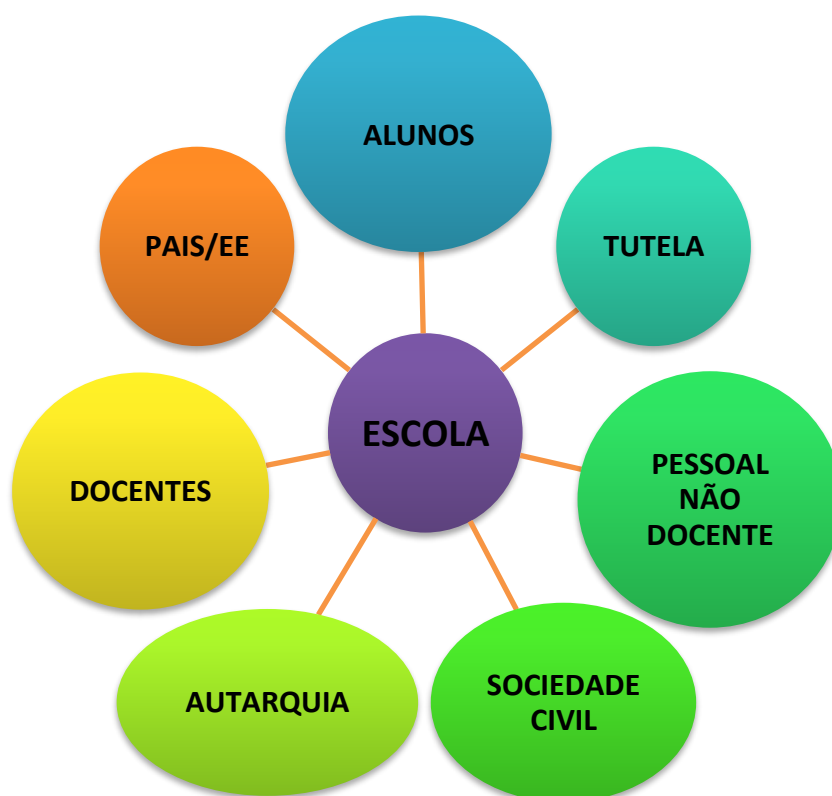 ALUNOS
PAIS/EE
TUTELA
ESCOLA
DOCENTES
PESSOAL
NÃO
DOCENTE
AUTARQUIA
SOCIEDADE
CIVIL